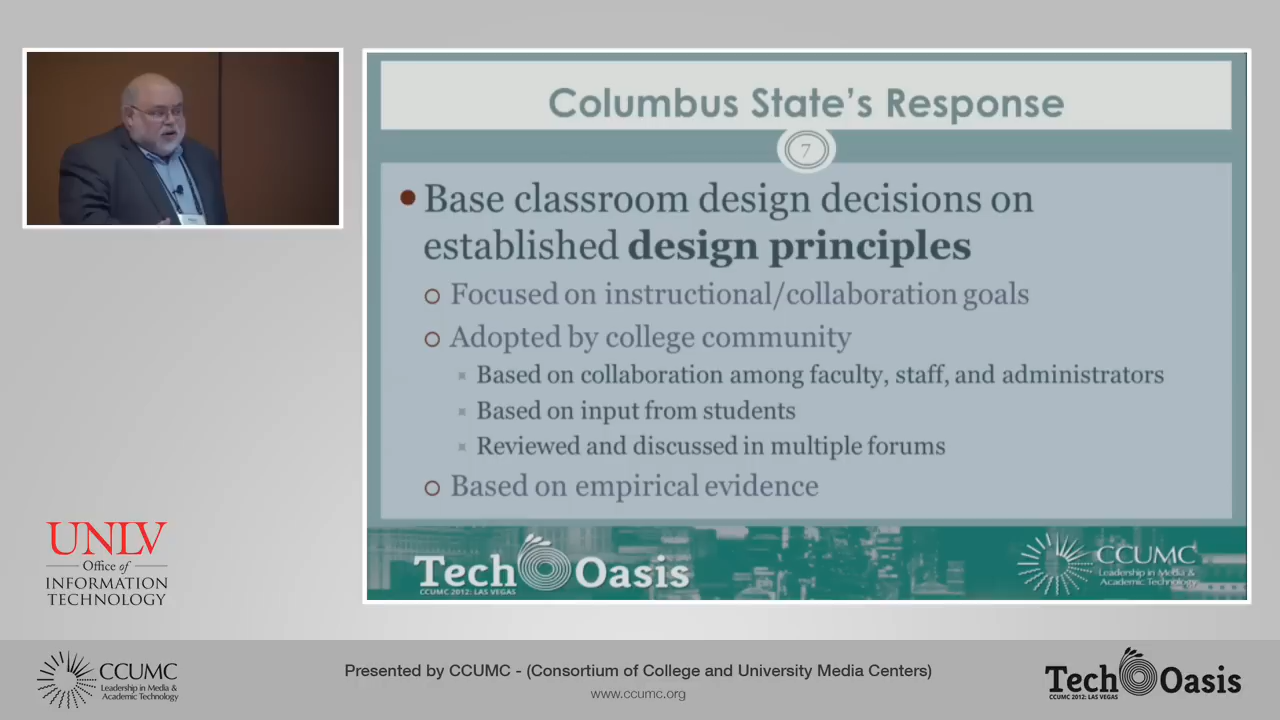 Columbus State's Response
7
Base classroom design decisions on
established design principles
Focused on instructional/collaboration goals
Adopted by college community
Based on collaboration among faculty, staff, and administrators
Based on input from students
Reviewed and discussed in multiple forums
Based on empirical evidence
Tech Oasis
CCUMC 2012: LAS VEGAS
CCUMC
Leadership in Media &
Academic Technology
UNLV
Office of
INFORMATION
TECHNOLOGY
CCUMC
Leadership in Media &
Academic Technology
Presented by CCUMC - (Consortium of College and University Media Centers)
www.ccumc.org
Tech Oasis
CCUMC 2012: LAS VEGAS